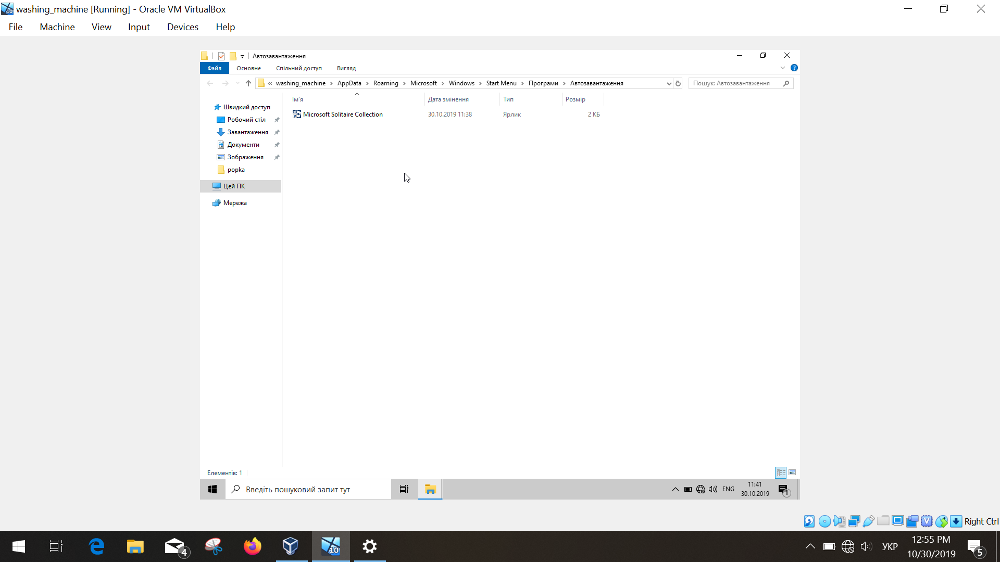 washing_machine [Running] - Oracle VM VirtualBox
File Machine View Input Devices Help
Автозавантаження
Файл Основне Спільний доступ Вигляд
« washing_machine › AppData › Roaming › Microsoft › Windows › Start Menu › Програми › Автозавантаження
Пошук: Автозавантаження
Ім'я Дата змінення Тип Розмір
Microsoft Solitaire Collection 30.10.2019 11:38 Ярлик 2 КБ
Швидкий доступ
Робочий стіл
Завантаження
Документи
Зображення
popka
Цей ПК
Мережа
Елементів: 1
Введіть пошуковий запит тут
ENG
11:41
30.10.2019
1
Right Ctrl
4
10
УКР
12:55 PM
10/30/2019
5